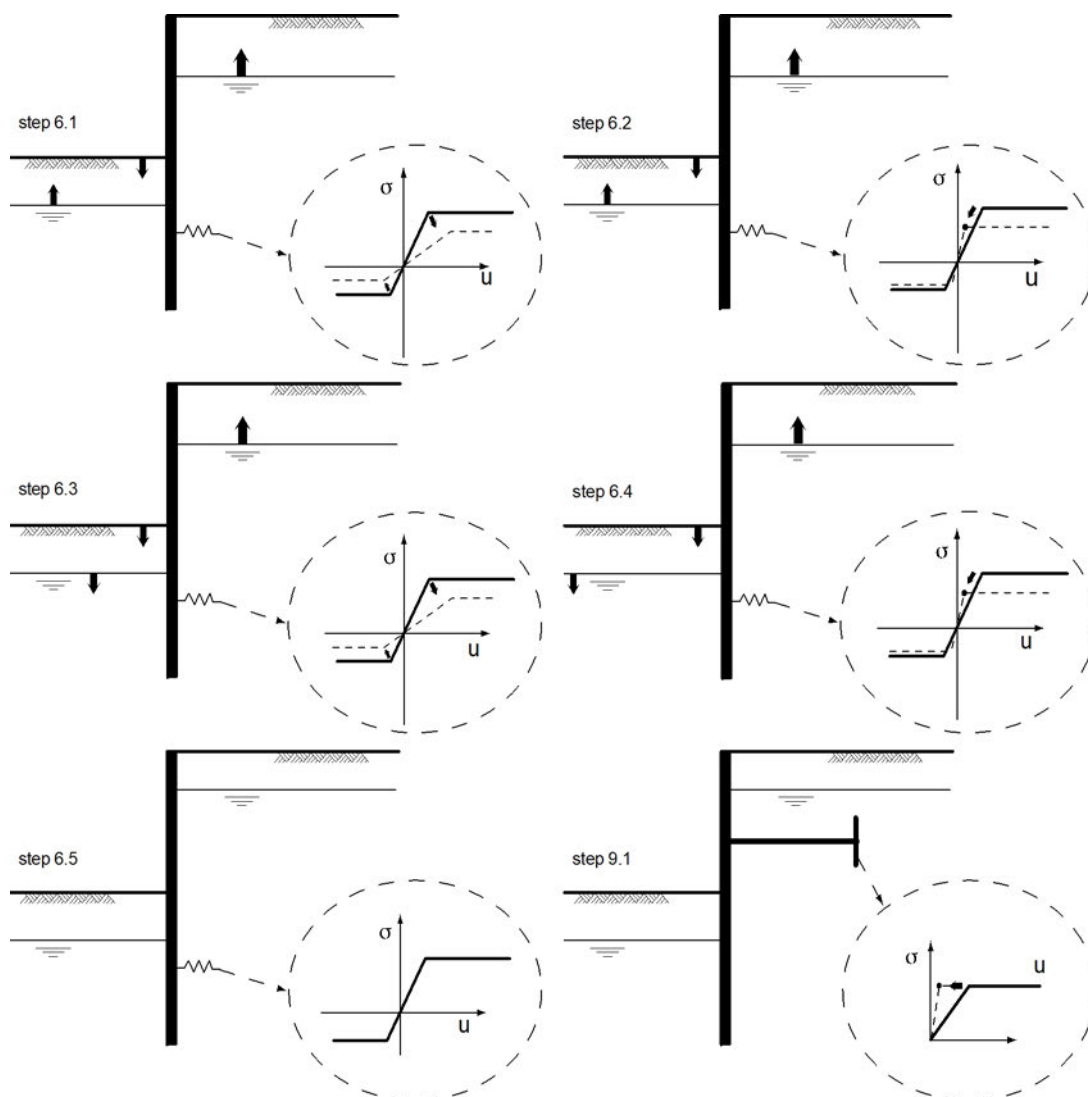 step 6.1
σ
u
step 6.2
σ
u
step 6.3
σ
u
step 6.4
σ
u
step 6.5
σ
u
step 9.1
σ
u